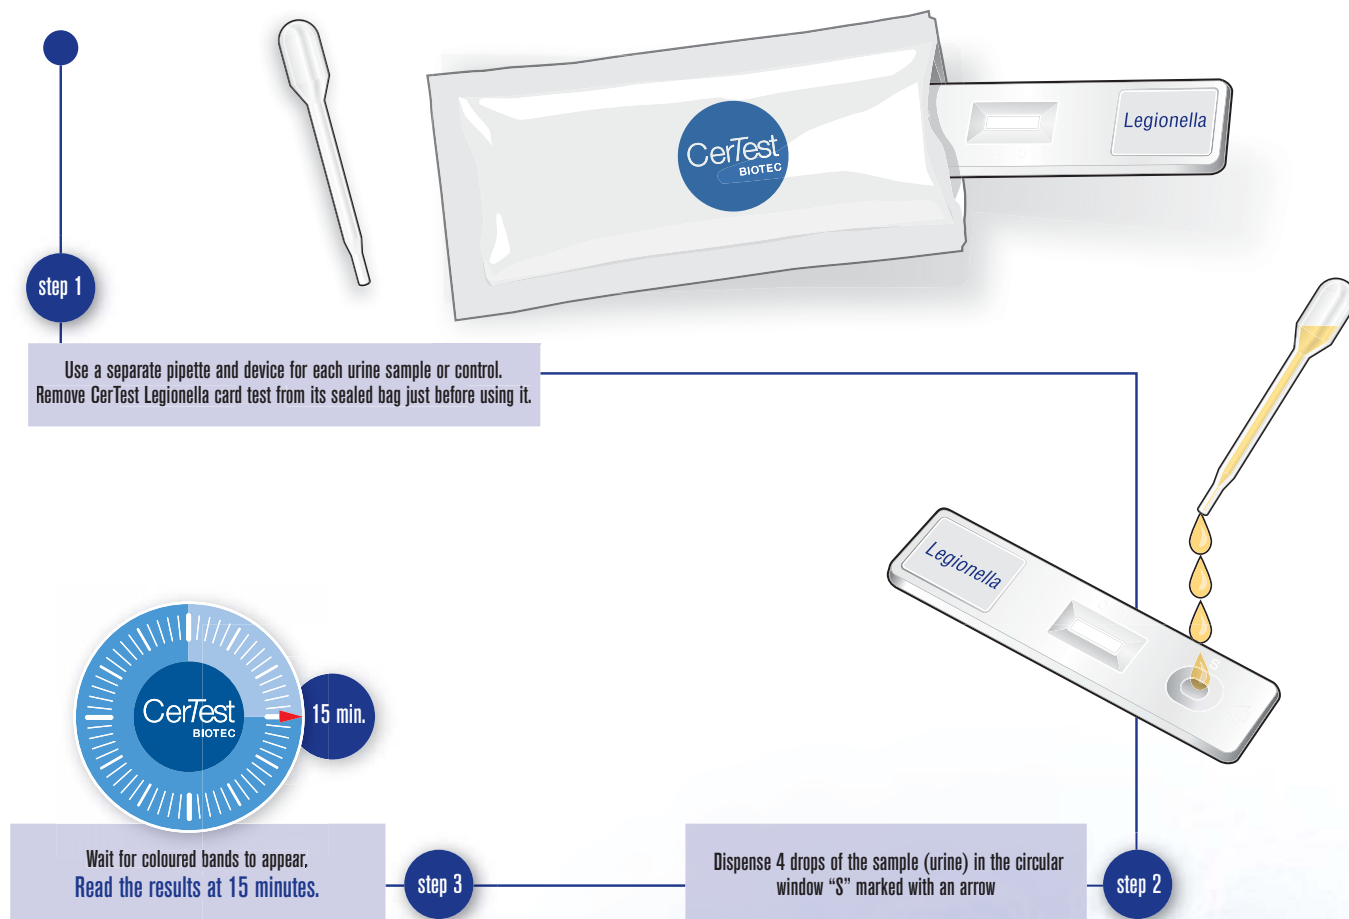 CerTest
BIOTEC
Legionella
step 1
Use a separate pipette and device for each urine sample or control.
Remove CerTest Legionella card test from its sealed bag just before using it.
Legionella
S
Dispense 4 drops of the sample (urine) in the circular
window “S” marked with an arrow
step 2
CerTest
BIOTEC
15 min.
Wait for coloured bands to appear,
Read the results at 15 minutes.
step 3